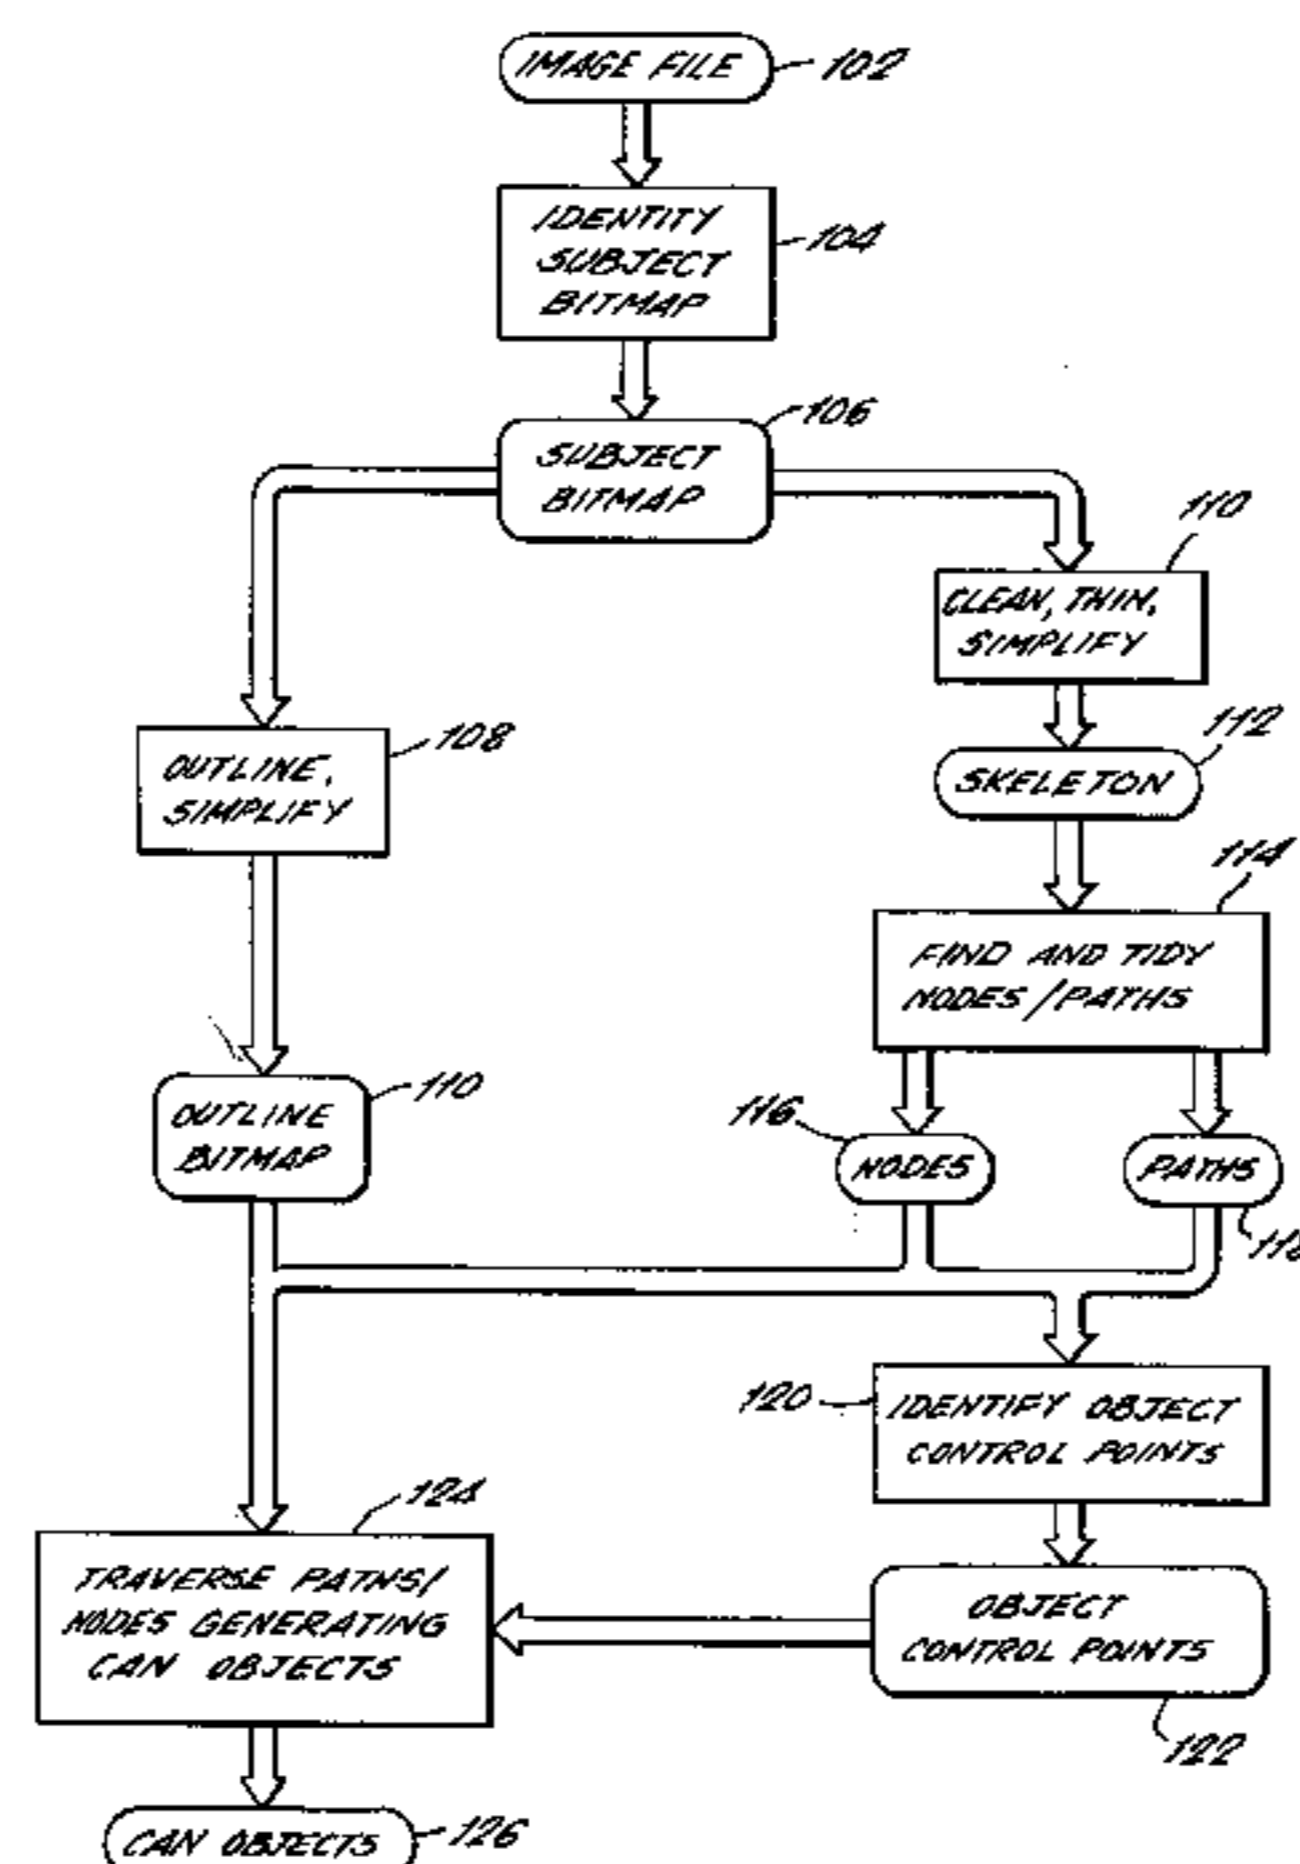 IMAGE FILE
102
IDENTITY
SUBJECT
BITMAP
104
SUBJECT
BITMAP
106
110
CLEAN, THIN,
SIMPLIFY
112
SKELETON
OUTLINE,
SIMPLIFY
108
114
FIND AND TIDY
NODES/PATHS
OUTLINE
BITMAP
110
116
NODES
PATHS
118
120
IDENTIFY OBJECT
CONTROL POINTS
124
TRAVERSE PATHS/
NODES GENERATING
CAN OBJECTS
OBJECT
CONTROL POINTS
122
CAN OBJECTS
126